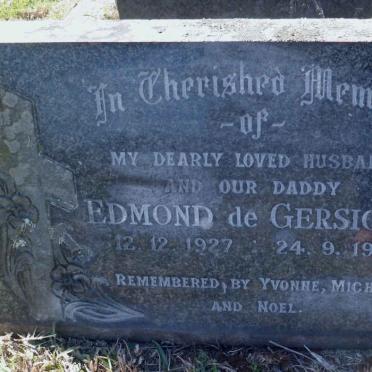 In Cherished Mem
-of-
MY DEARLY LOVED HUSBA
AND OUR DADDY
EDMOND de GERSIG
12.12.1927 : 24.9.19
REMEMBERED, BY YVONNE, MICH
AND NOEL.